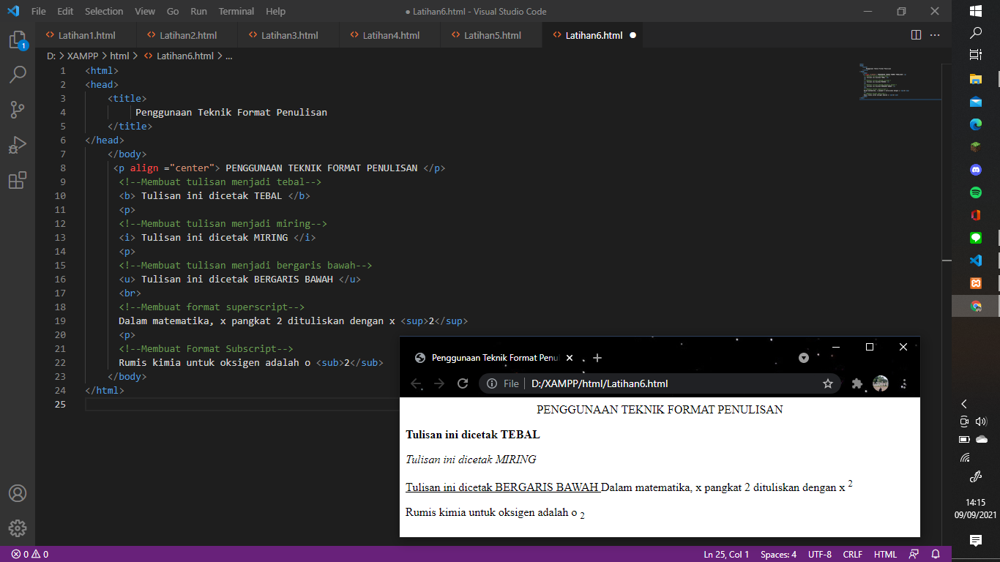 File Edit Selection View Go Run Terminal Help
● Latihan6.html - Visual Studio Code
Latihan1.html Latihan2.html Latihan3.html Latihan4.html Latihan5.html Latihan6.html
D: > XAMPP > html > Latihan6.html > ...
1
1 <html>
2 <head>
3 <title>
4 Penggunaan Teknik Format Penulisan
5 </title>
6 </head>
7 </body>
8 <p align ="center"> PENGGUNAAN TEKNIK FORMAT PENULISAN </p>
9 <!--Membuat tulisan menjadi tebal-->
10 <b> Tulisan ini dicetak TEBAL </b>
11 <p>
12 <!--Membuat tulisan menjadi miring-->
13 <i> Tulisan ini dicetak MIRING </i>
14 <p>
15 <!--Membuat tulisan menjadi bergaris bawah-->
16 <u> Tulisan ini dicetak BERGARIS BAWAH </u>
17 <br>
18 <!--Membuat format superscript-->
19 Dalam matematika, x pangkat 2 dituliskan dengan x <sup>2</sup>
20 <p>
21 <!--Membuat Format Subscript-->
22 Rumis kimia untuk oksigen adalah o <sub>2</sub>
23 </body>
24 </html>
25
Penggunaan Teknik Format Penul
File D:/XAMPP/html/Latihan6.html
PENGGUNAAN TEKNIK FORMAT PENULISAN
Tulisan ini dicetak TEBAL
Tulisan ini dicetak MIRING
Tulisan ini dicetak BERGARIS BAWAH Dalam matematika, x pangkat 2 dituliskan dengan x 2
Rumis kimia untuk oksigen adalah o 2
0 0
Ln 25, Col 1 Spaces: 4 UTF-8 CRLF HTML
14:15
09/09/2021